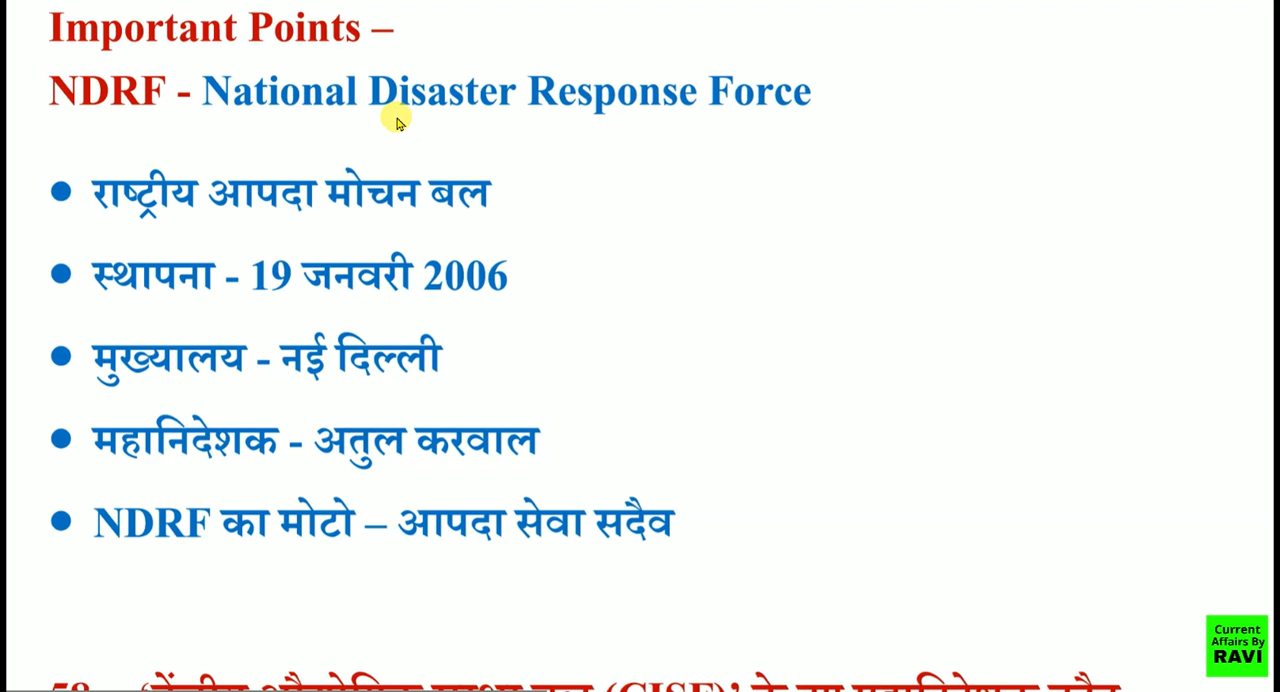 Important Points –
NDRF - National Disaster Response Force
● राष्ट्रीय आपदा मोचन बल
● स्थापना - 19 जनवरी 2006
● मुख्यालय - नई दिल्ली
● महानिदेशक - अतुल करवाल
● NDRF का मोटो – आपदा सेवा सदैव
Current
Affairs By
RAVI